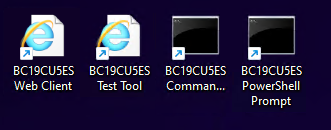 BC19CU5ES
Web Client
BC19CU5ES
Test Tool
BC19CU5ES
Comman...
BC19CU5ES
PowerShell
Prompt